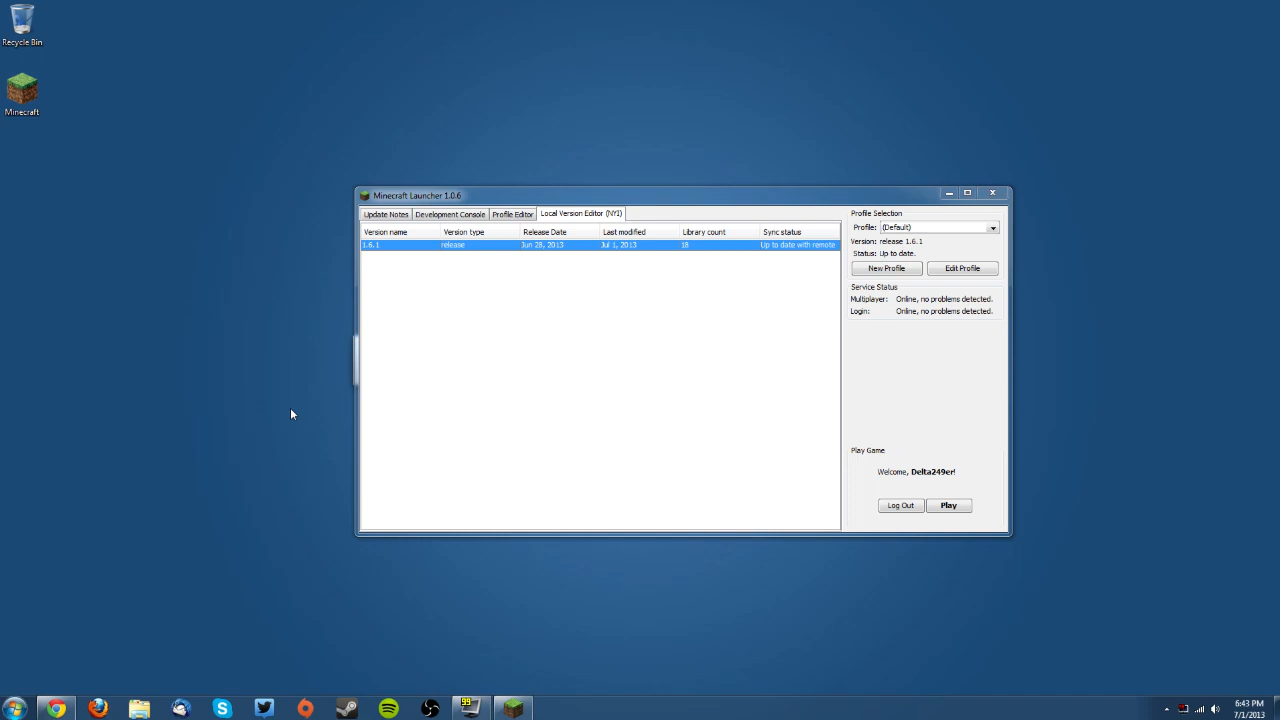 Recycle Bin
Minecraft
Minecraft Launcher 1.0.6
Update Notes Development Console Profile Editor Local Version Editor (NYI)
Version name Version type Release Date Last modified Library count Sync status
1.6.1 release Jun 28, 2013 Jul 1, 2013 18 Up to date with remote
Profile Selection
Profile: (Default)
Version: release 1.6.1
Status: Up to date.
New Profile Edit Profile
Service Status
Multiplayer: Online, no problems detected.
Login: Online, no problems detected.
Play Game
Welcome, Delta249er!
Log Out Play
99
6:43 PM
7/1/2013